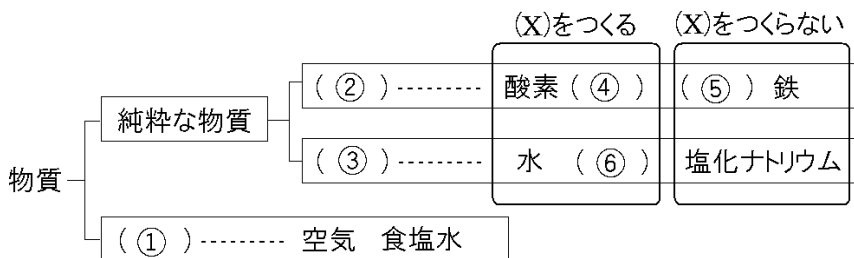 (X)をつくる (X)をつくらない
( ② ) --------- 酸素 ( ④ ) ( ⑤ ) 鉄
純粋な物質
( ③ ) --------- 水 ( ⑥ ) 塩化ナトリウム
物質
( ① ) --------- 空気 食塩水